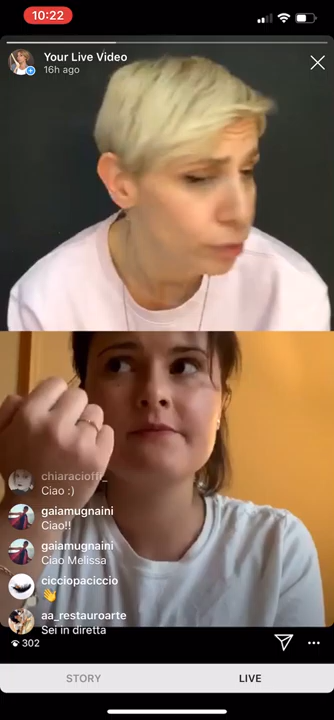 10:22
Your Live Video
16h ago
chiaracioffi_
Ciao :)
gaiamugnaini
Ciao!!
gaiamugnaini
Ciao Melissa
cicciopaciccio
👋
aa_restauroarte
Sei in diretta
302
STORY
LIVE